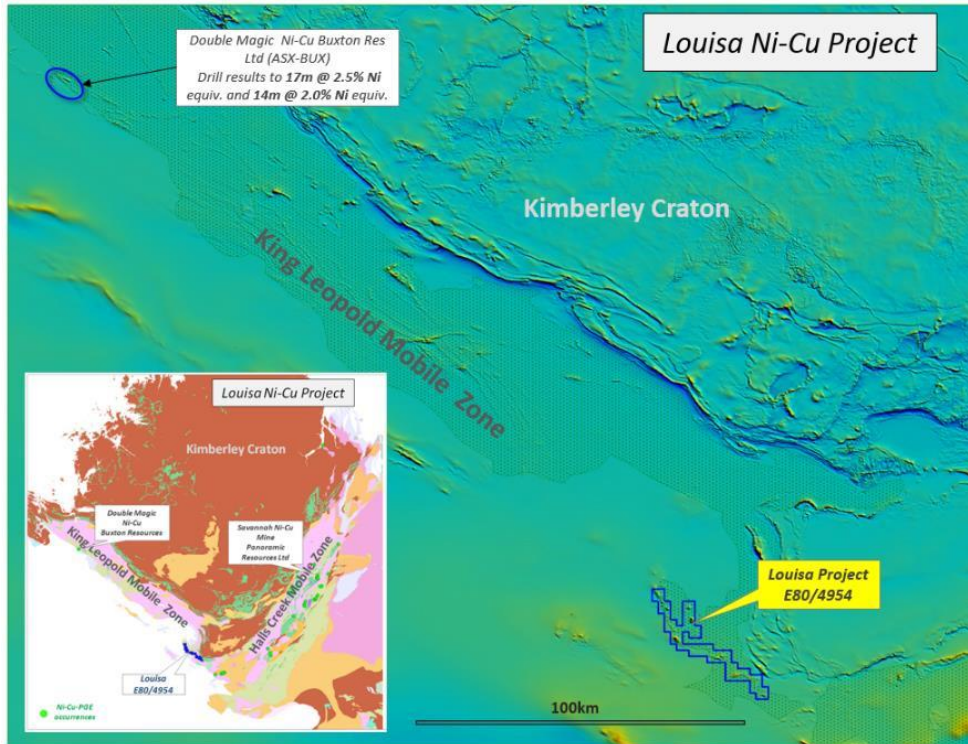 Louisa Ni-Cu Project
Double Magic Ni-Cu Buxton Res
Ltd (ASX-BUX)
Drill results to 17m @ 2.5% Ni
equiv. and 14m @ 2.0% Ni equiv.
Kimberley Craton
King Leopold Mobile Zone
Louisa Project
E80/4954
100km
Louisa Ni-Cu Project
Kimberley Craton
Double Magic
Ni-Cu
Buxton Resources
Savannah Ni-Cu
Mine
Panoramic
Resources Ltd
King Leopold Mobile Zone
Halls Creek Mobile Zone
Louisa
E80/4954
Ni-Cu-PGE
occurrences